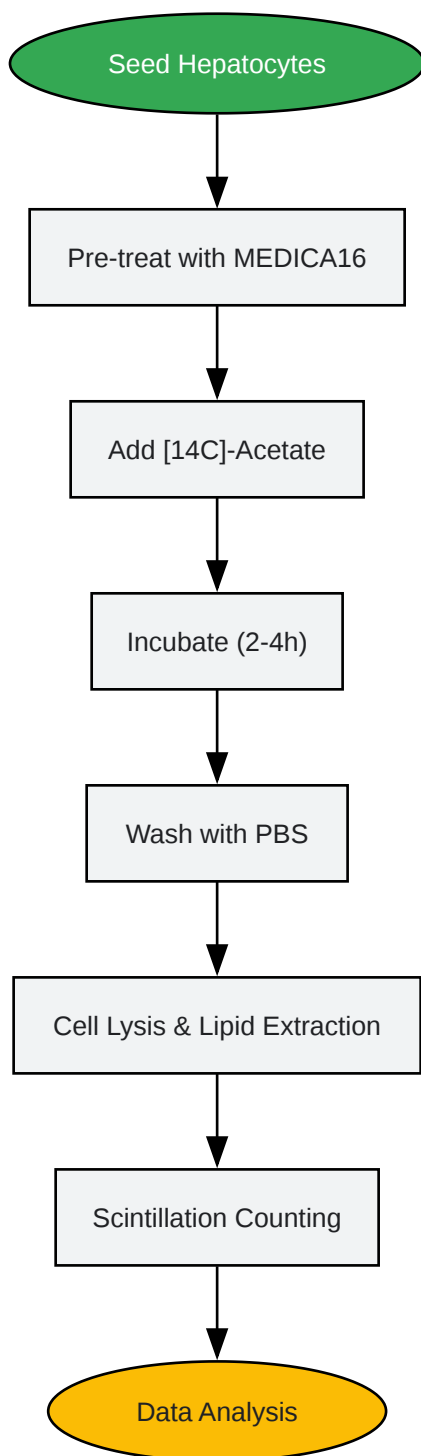 Seed Hepatocytes
Pre-treat with MEDICA16
Add [14C]-Acetate
Incubate (2-4h)
Wash with PBS
Cell Lysis & Lipid Extraction
Scintillation Counting
Data Analysis